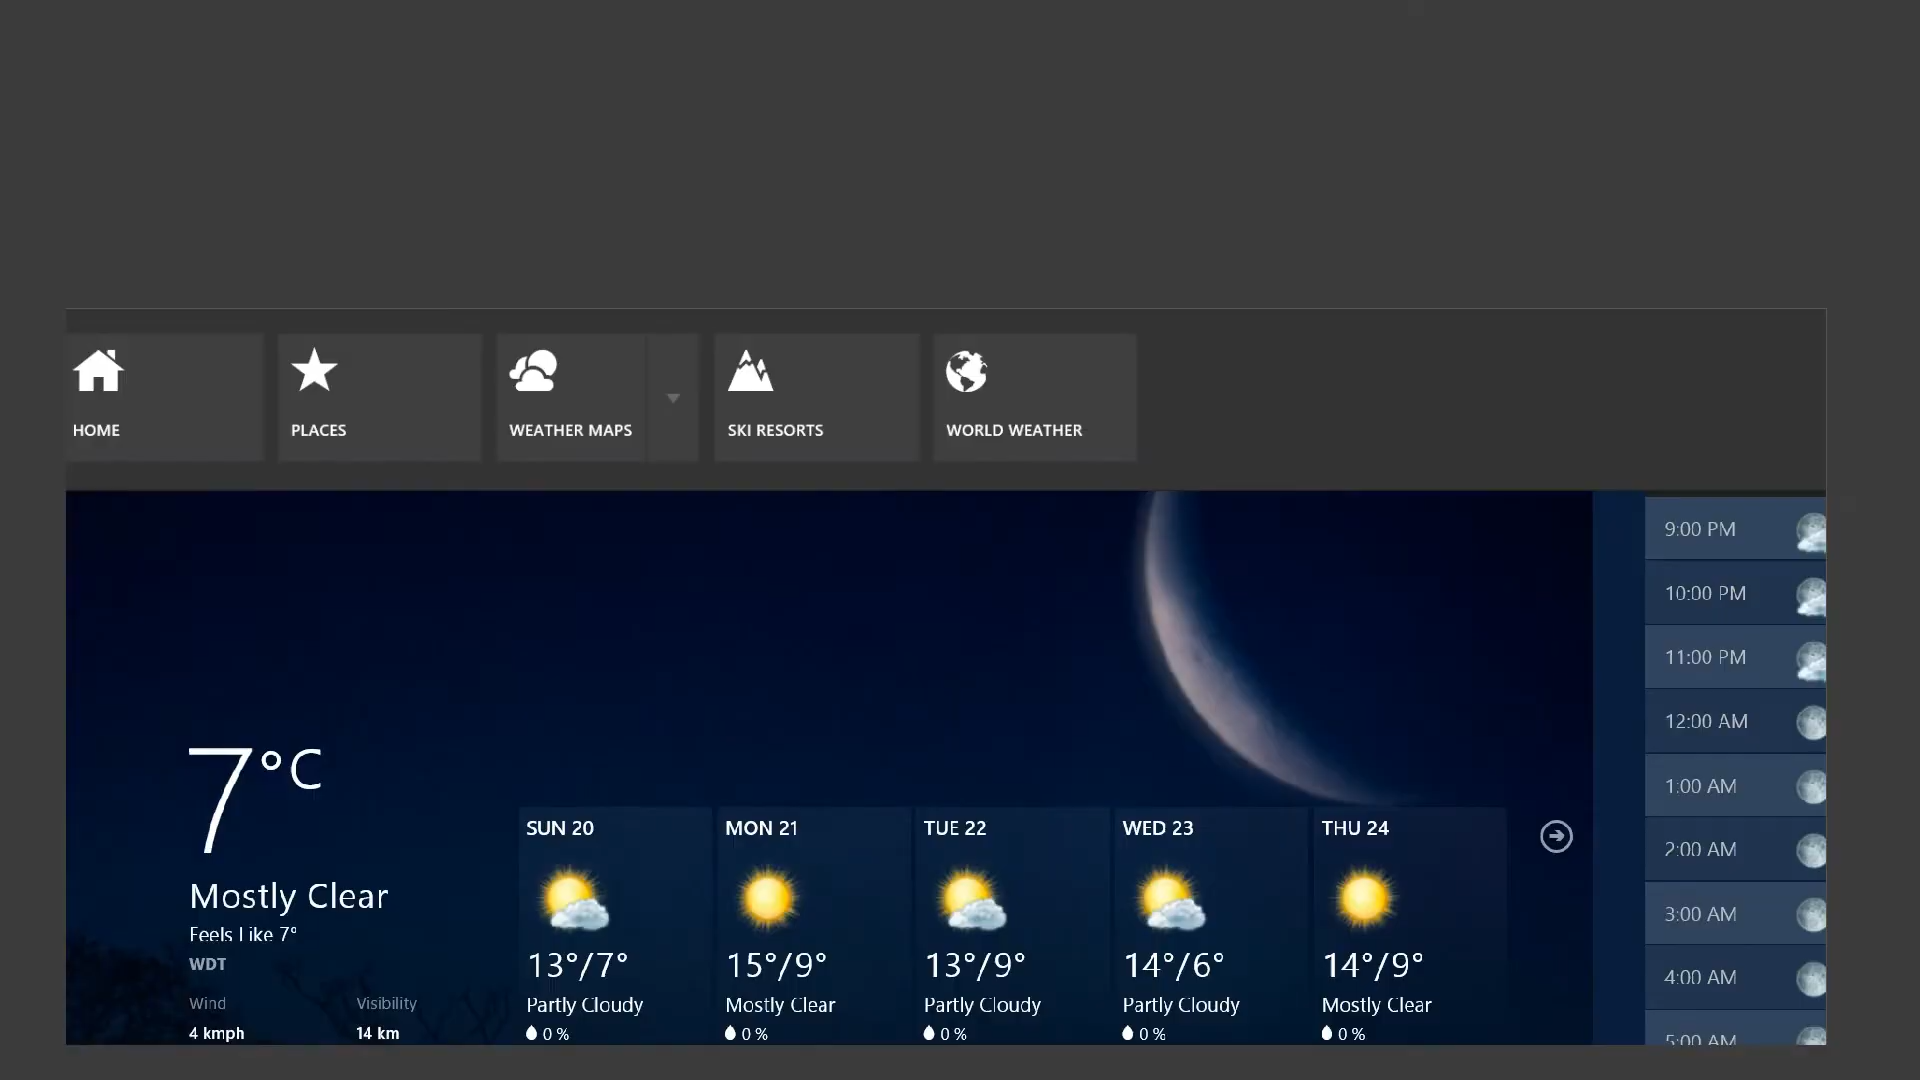 HOME
PLACES
WEATHER MAPS
SKI RESORTS
WORLD WEATHER
7°C
Mostly Clear
Feels Like 7°
WDT
Wind
Visibility
4 kmph
14 km
SUN 20
13°/7°
Partly Cloudy
0 %
MON 21
15°/9°
Mostly Clear
0 %
TUE 22
13°/9°
Partly Cloudy
0 %
WED 23
14°/6°
Partly Cloudy
0 %
THU 24
14°/9°
Mostly Clear
0 %
9:00 PM
10:00 PM
11:00 PM
12:00 AM
1:00 AM
2:00 AM
3:00 AM
4:00 AM
5:00 AM